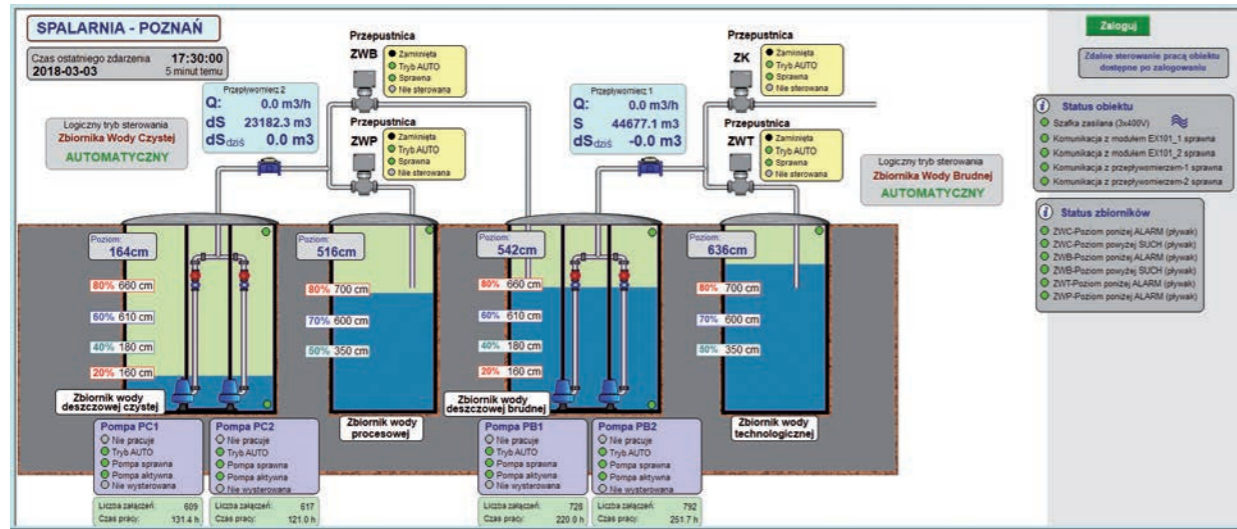 SPALARNIA - POZNAŃ
Czas ostatniego zdarzenia 17:30:00
2018-03-03 5 minut temu
Logiczny tryb sterowania
Zbiornika Wody Czystej
AUTOMATYCZNY
Przepływomierz 2
Q: 0.0 m3/h
dS 23182.3 m3
dSdziś 0.0 m3
Przepustnica
ZWB
Zaminięta
Tryb AUTO
Sprawna
Nie sterowana
Przepustnica
ZWP
Zaminięta
Tryb AUTO
Sprawna
Nie sterowana
Przepływomierz 1
Q: 0.0 m3/h
S 44677.1 m3
dSdziś -0.0 m3
Przepustnica
ZK
Zaminięta
Tryb AUTO
Sprawna
Nie sterowana
Przepustnica
ZWT
Zaminięta
Tryb AUTO
Sprawna
Nie sterowana
Logiczny tryb sterowania
Zbiornika Wody Brudnej
AUTOMATYCZNY
Zaloguj
Zdalne sterowanie pracą obiektu
dostępne po zalogowaniu
Status obiektu
Szafka zasilana (3x400V)
Komunikacja z modułem EX101_1 sprawna
Komunikacja z modułem EX101_2 sprawna
Komunikacja z przepływomierzem-1 sprawna
Komunikacja z przepływomierzem-2 sprawna
Status zbiorników
ZWC-Poziom poniżej ALARM (pływak)
ZWC-Poziom powyżej SUCH (pływak)
ZWB-Poziom poniżej ALARM (pływak)
ZWB-Poziom powyżej SUCH (pływak)
ZWT-Poziom poniżej ALARM (pływak)
ZWP-Poziom poniżej ALARM (pływak)
Poziom:
164cm
80% 660 cm
60% 610 cm
40% 180 cm
20% 160 cm
Zbiornik wody
deszczowej czystej
Poziom:
516cm
80% 700 cm
70% 600 cm
50% 350 cm
Zbiornik wody
procesowej
Poziom:
542cm
80% 660 cm
60% 610 cm
40% 180 cm
20% 160 cm
Zbiornik wody
deszczowej brudnej
Poziom:
636cm
80% 700 cm
70% 600 cm
50% 350 cm
Zbiornik wody
technologicznej
Pompa PC1
Nie pracuje
Tryb AUTO
Pompa sprawna
Pompa aktywna
Nie wysterowana
Liczba załączeń: 609
Czas pracy: 131.4 h
Pompa PC2
Nie pracuje
Tryb AUTO
Pompa sprawna
Pompa aktywna
Nie wysterowana
Liczba załączeń: 617
Czas pracy: 121.0 h
Pompa PB1
Nie pracuje
Tryb AUTO
Pompa sprawna
Pompa aktywna
Nie wysterowana
Liczba załączeń: 728
Czas pracy: 220.0 h
Pompa PB2
Nie pracuje
Tryb AUTO
Pompa sprawna
Pompa aktywna
Nie wysterowana
Liczba załączeń: 792
Czas pracy: 251.7 h